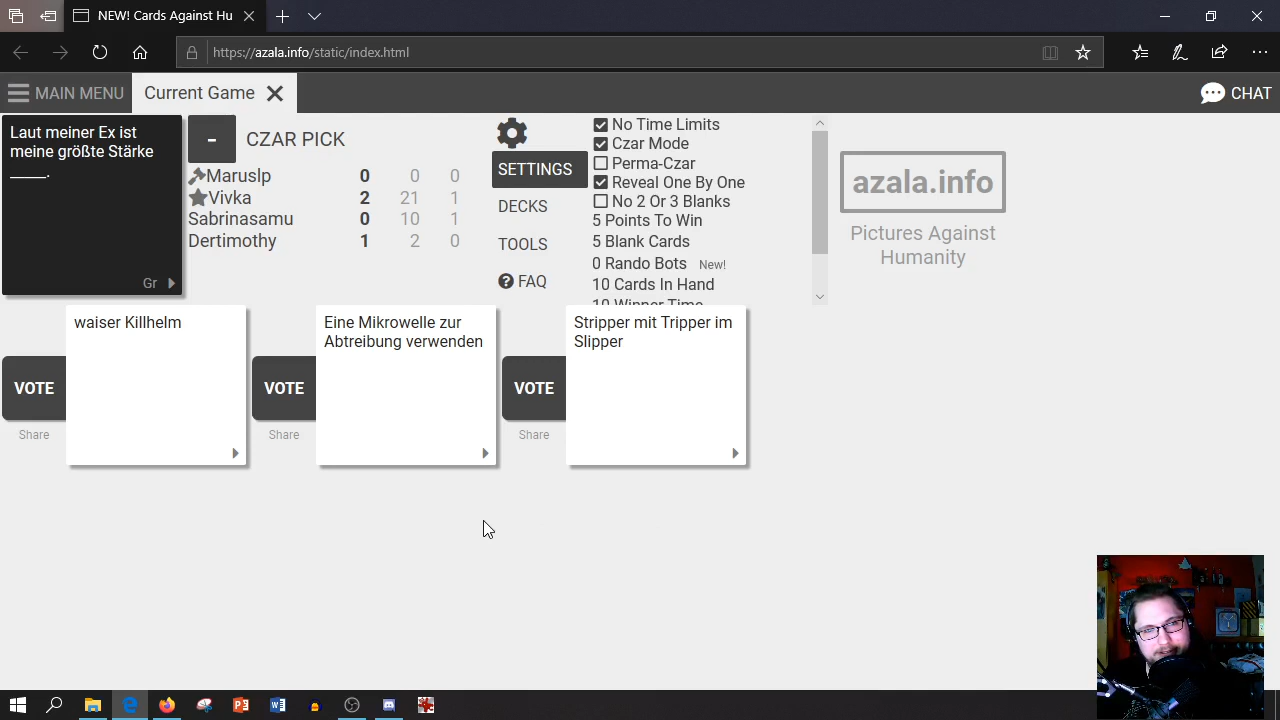 NEW! Cards Against Hu
https://azala.info/static/index.html
MAIN MENU
Current Game
CHAT
Laut meiner Ex ist
meine größte Stärke
_____.
Gr
-
CZAR PICK
Maruslp 0 0 0
Vivka 2 21 1
Sabrinasamu 0 10 1
Dertimothy 1 2 0
SETTINGS
DECKS
TOOLS
FAQ
No Time Limits
Czar Mode
Perma-Czar
Reveal One By One
No 2 Or 3 Blanks
5 Points To Win
5 Blank Cards
0 Rando Bots New!
10 Cards In Hand
10 Winner Time
azala.info
Pictures Against
Humanity
VOTE
Share
waiser Killhelm
VOTE
Share
Eine Mikrowelle zur
Abtreibung verwenden
VOTE
Share
Stripper mit Tripper im
Slipper